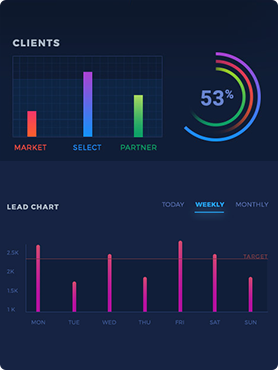 CLIENTS
53%
MARKET SELECT PARTNER
LEAD CHART TODAY WEEKLY MONTHLY
2.5K
TARGET
2K
1.5K
1 K
MON TUE WED THU FRI SAT SUN